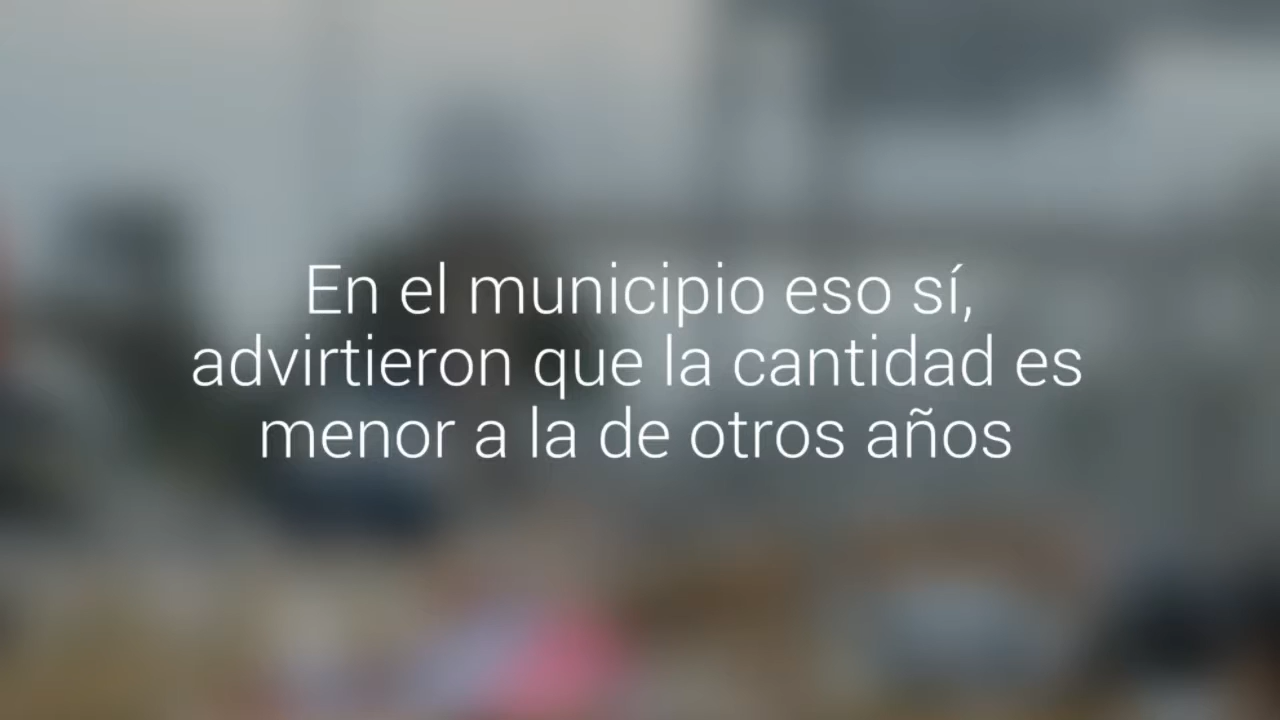 En el municipio eso sí,
advirtieron que la cantidad es
menor a la de otros años